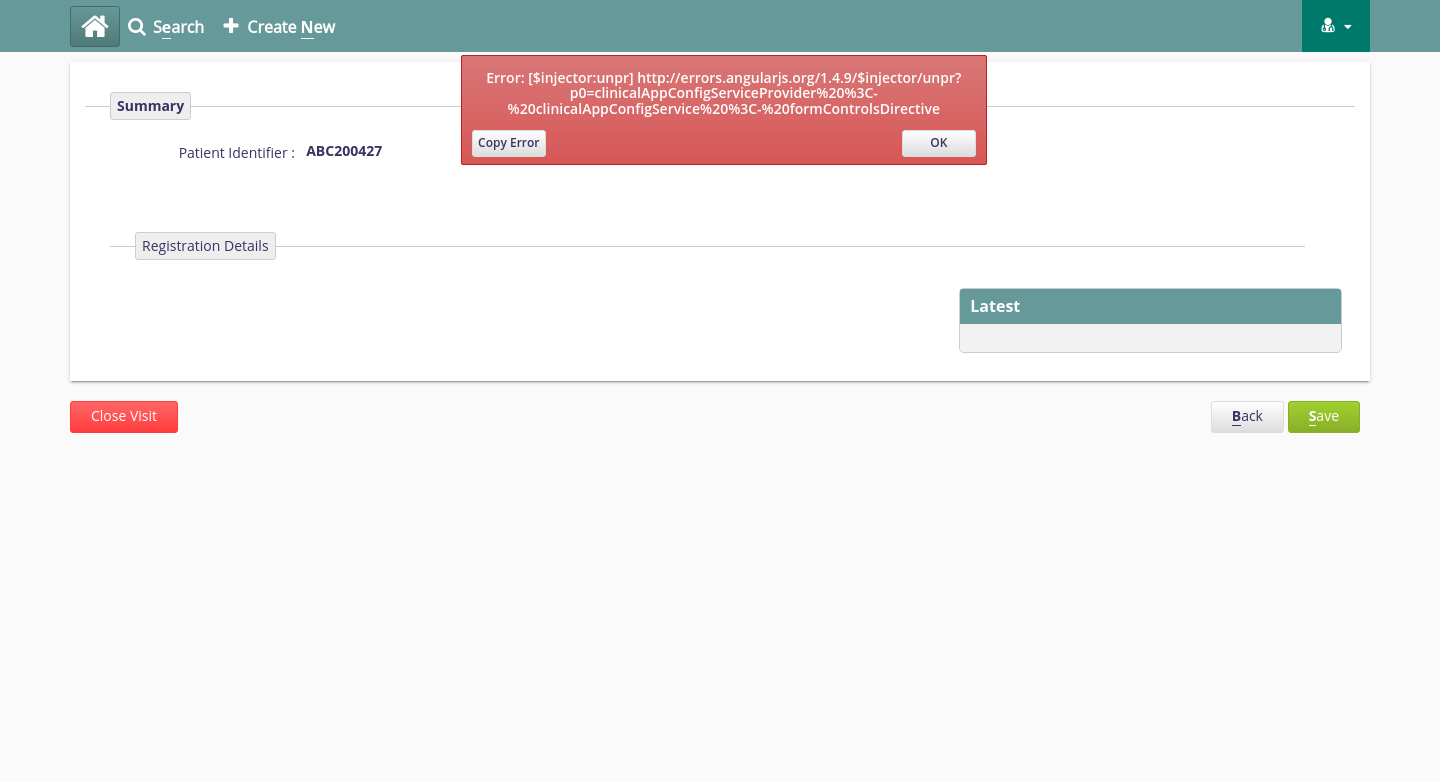 Search
Create New
Error: [$injector:unpr] http://errors.angularjs.org/1.4.9/$injector/unpr?
p0=clinicalAppConfigServiceProvider%20%3C-
%20clinicalAppConfigService%20%3C-%20formControlsDirective
Copy Error
OK
Summary
Patient Identifier :
ABC200427
Registration Details
Latest
Close Visit
Back
Save